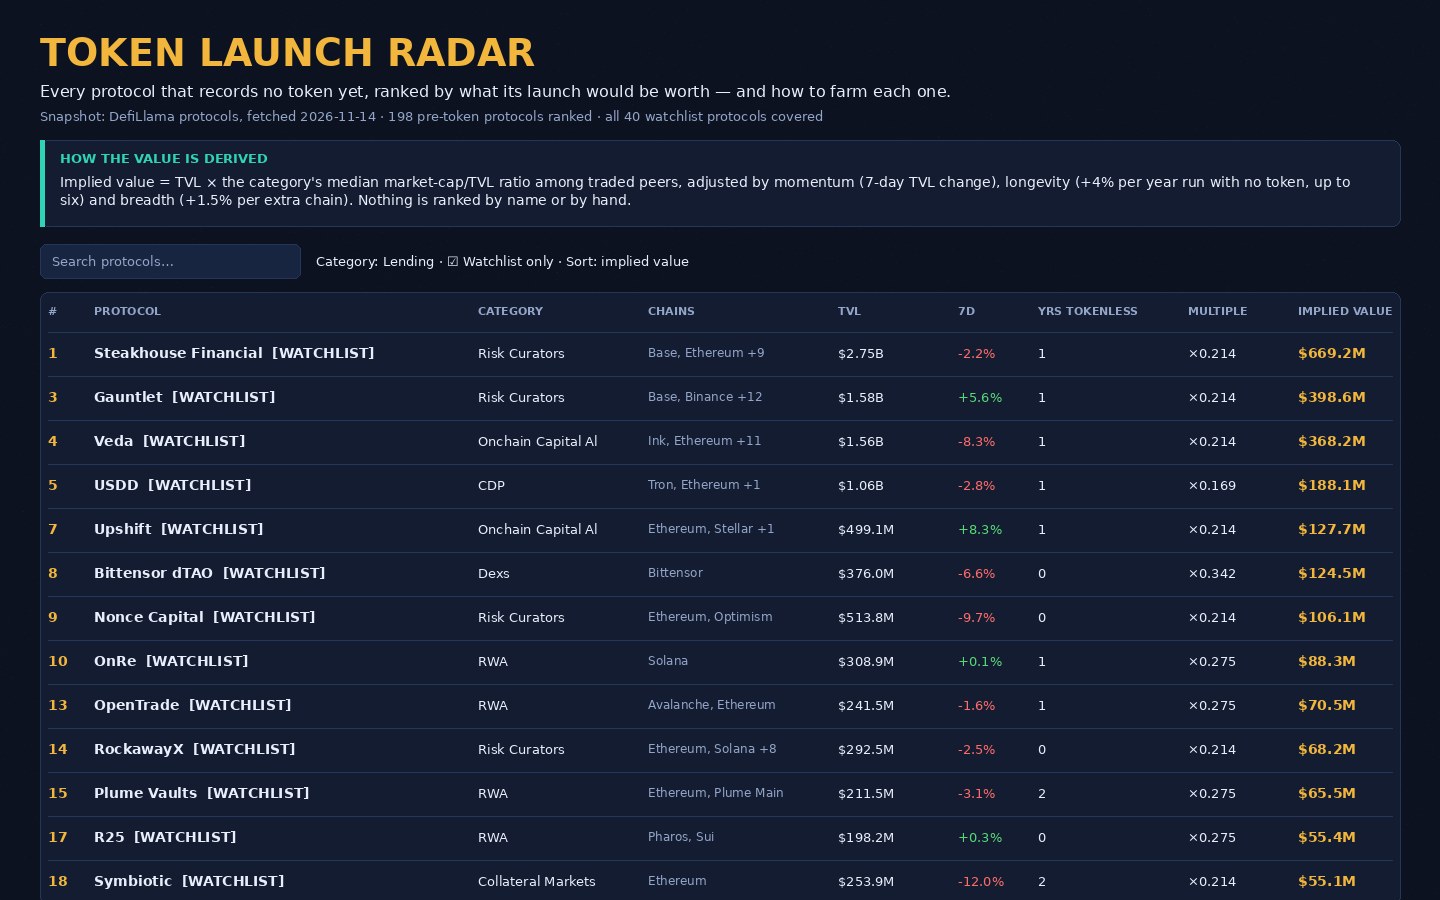 TOKEN LAUNCH RADAR
Every protocol that records no token yet, ranked by what its launch would be worth — and how to farm each one.
Snapshot: DefiLlama protocols, fetched 2026-11-14 · 198 pre-token protocols ranked · all 40 watchlist protocols covered
HOW THE VALUE IS DERIVED
Implied value = TVL × the category's median market-cap/TVL ratio among traded peers, adjusted by momentum (7-day TVL change), longevity (+4% per year run with no token, up to
six) and breadth (+1.5% per extra chain). Nothing is ranked by name or by hand.
Search protocols... Category: Lending · ☑ Watchlist only · Sort: implied value
# PROTOCOL CATEGORY CHAINS TVL 7D YRS TOKENLESS MULTIPLE IMPLIED VALUE
1 Steakhouse Financial [WATCHLIST] Risk Curators Base, Ethereum +9 $2.75B -2.2% 1 ×0.214 $669.2M
3 Gauntlet [WATCHLIST] Risk Curators Base, Binance +12 $1.58B +5.6% 1 ×0.214 $398.6M
4 Veda [WATCHLIST] Onchain Capital Al Ink, Ethereum +11 $1.56B -8.3% 1 ×0.214 $368.2M
5 USDD [WATCHLIST] CDP Tron, Ethereum +1 $1.06B -2.8% 1 ×0.169 $188.1M
7 Upshift [WATCHLIST] Onchain Capital Al Ethereum, Stellar +1 $499.1M +8.3% 1 ×0.214 $127.7M
8 Bittensor dTAO [WATCHLIST] Dexs Bittensor $376.0M -6.6% 0 ×0.342 $124.5M
9 Nonce Capital [WATCHLIST] Risk Curators Ethereum, Optimism $513.8M -9.7% 0 ×0.214 $106.1M
10 OnRe [WATCHLIST] RWA Solana $308.9M +0.1% 1 ×0.275 $88.3M
13 OpenTrade [WATCHLIST] RWA Avalanche, Ethereum $241.5M -1.6% 1 ×0.275 $70.5M
14 RockawayX [WATCHLIST] Risk Curators Ethereum, Solana +8 $292.5M -2.5% 0 ×0.214 $68.2M
15 Plume Vaults [WATCHLIST] RWA Ethereum, Plume Main $211.5M -3.1% 2 ×0.275 $65.5M
17 R25 [WATCHLIST] RWA Pharos, Sui $198.2M +0.3% 0 ×0.275 $55.4M
18 Symbiotic [WATCHLIST] Collateral Markets Ethereum $253.9M -12.0% 2 ×0.214 $55.1M